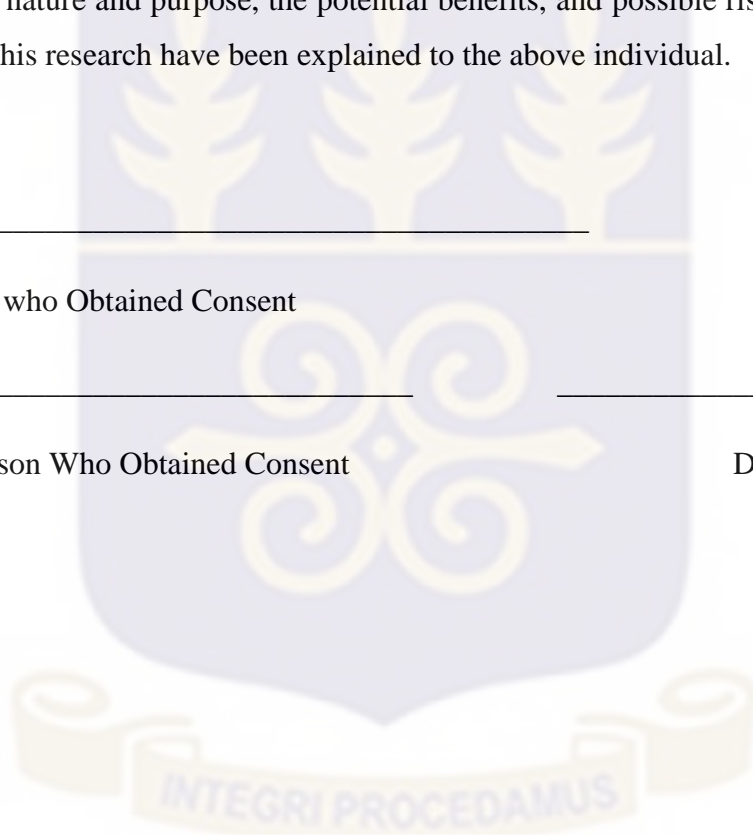 nature and purpose, the potential benefits, and possible ris
his research have been explained to the above individual.
who Obtained Consent
son Who Obtained Consent D
INTEGRI PROCEDAMUS